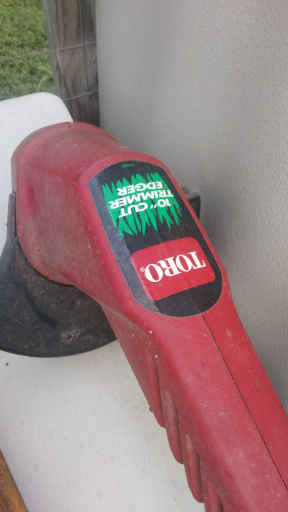 TORO
10" CUT
TRIMMER
EDGER